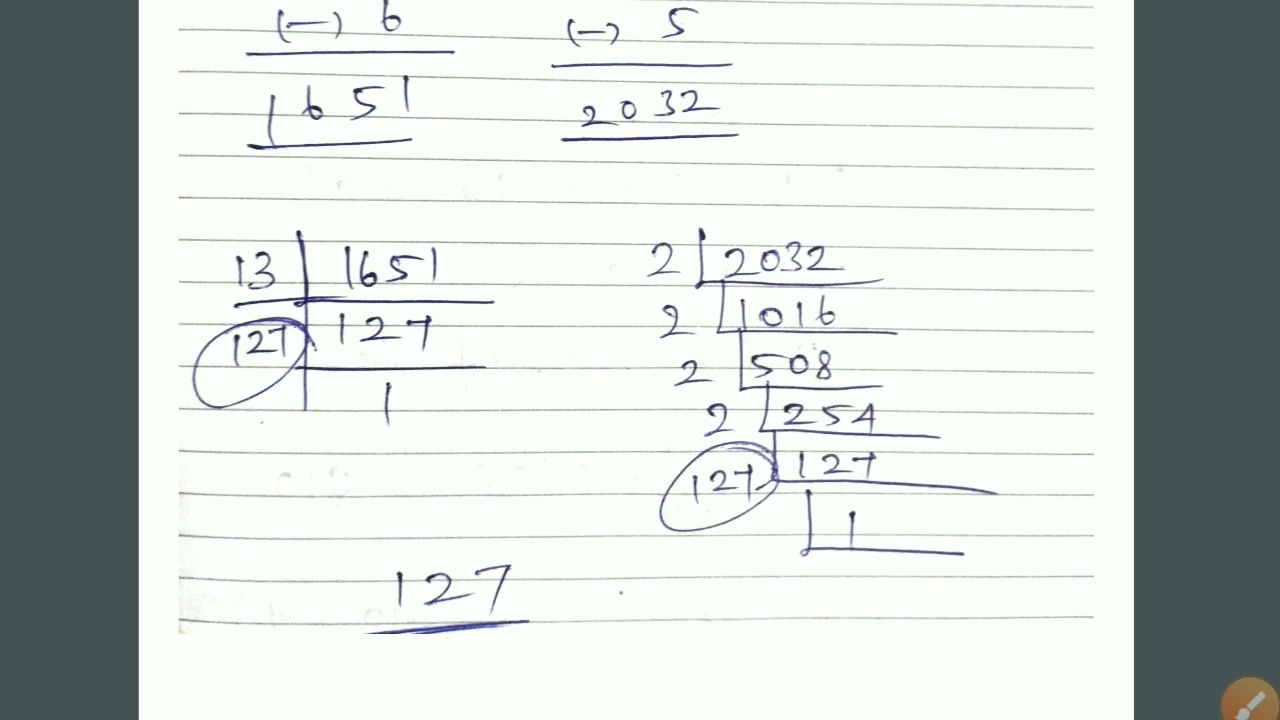 (−) 6 (−) 5
1651 2032
13 1651 2 2032
127 127 2 1016
1 2 508
2 254
127 127
1
127